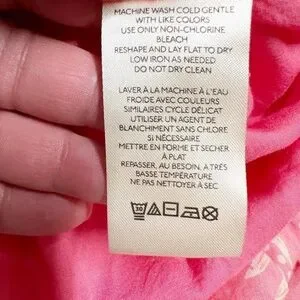 MACHINE WASH COLD GENTLE
WITH LIKE COLORS
USE ONLY NON-CHLORINE
BLEACH
RESHAPE AND LAY FLAT TO DRY
LOW IRON AS NEEDED
DO NOT DRY CLEAN
LAVER À LA MACHINE À L'EAU
FROIDE AVEC COULEURS
SIMILAIRES CYCLE DÉLICAT
UTILISER UN AGENT DE
BLANCHIMENT SANS CHLORE
SI NÉCESSAIRE
METTRE EN FORME ET SECHER
À PLAT
REPASSER, AU BESOIN, À TRÈS
BASSE TEMPÉRATURE
NE PAS NETTOYER À SEC
30